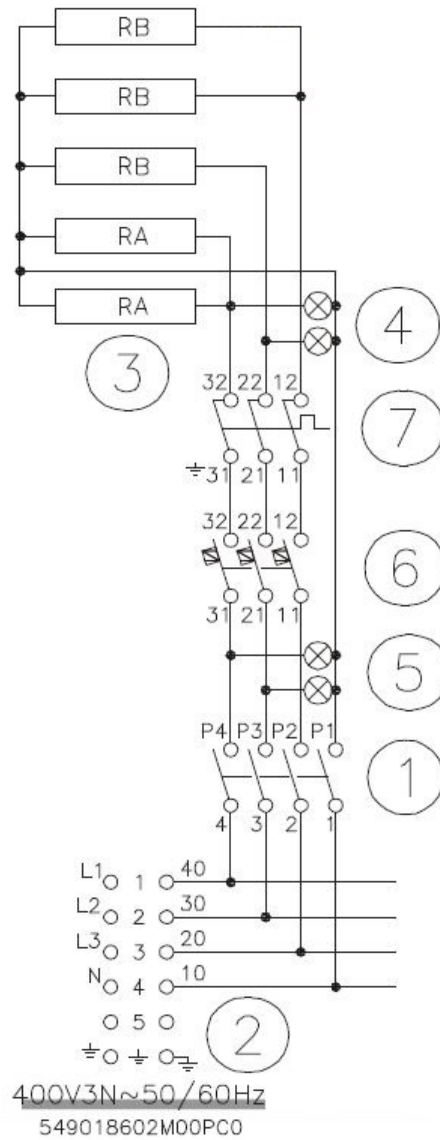 RB
RB
RB
RA
RA
4
3
32 22 12
7
31 21 11
32 22 12
6
31 21 11
5
P4 P3 P2 P1
1
4 3 2 1
L1 1 40
L2 2 30
L3 3 20
N 4 10
5
2
400V3N~50/60Hz
549018602M00PC0